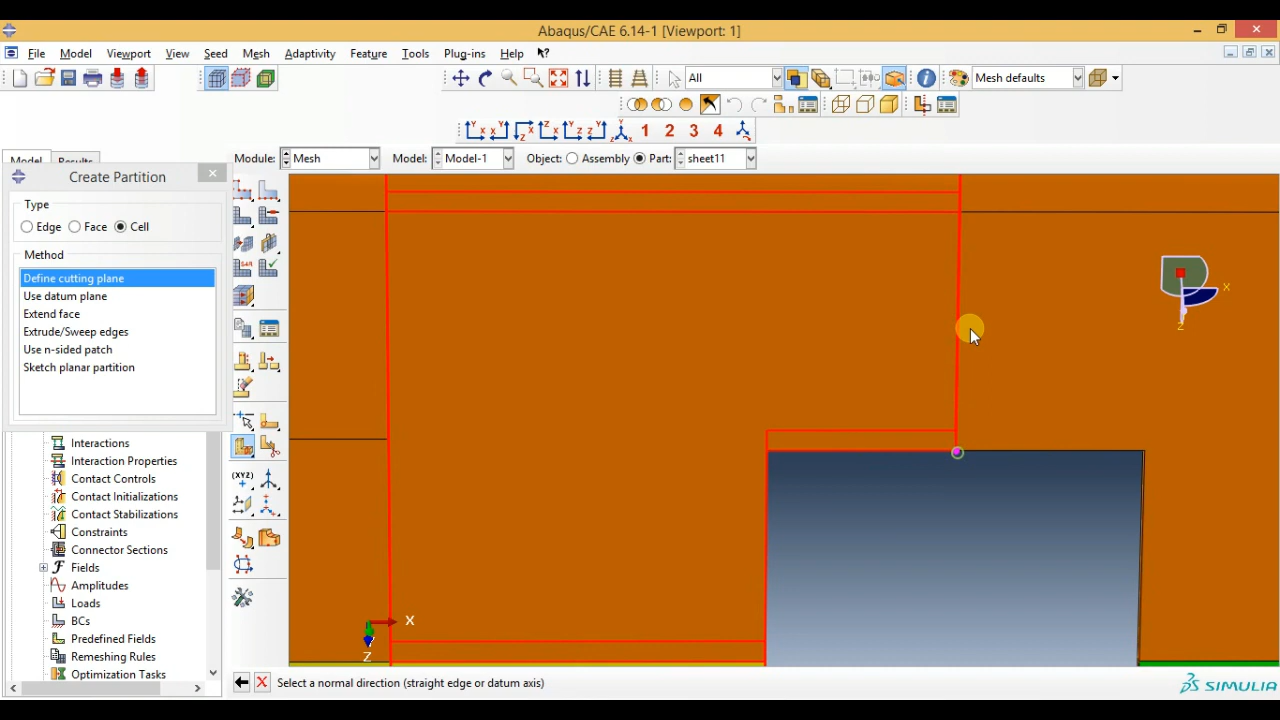 Abaqus/CAE 6.14-1 [Viewport: 1]
File Model Viewport View Seed Mesh Adaptivity Feature Tools Plug-ins Help
All
Mesh defaults
1 2 3 4
Model Results
Module: Mesh Model: Model-1 Object: Assembly Part: sheet11
Create Partition
Type
Edge Face Cell
Method
Define cutting plane
Use datum plane
Extend face
Extrude/Sweep edges
Use n-sided patch
Sketch planar partition
Interactions
Interaction Properties
Contact Controls
Contact Initializations
Contact Stabilizations
Constraints
Connector Sections
Fields
Amplitudes
Loads
BCs
Predefined Fields
Remeshing Rules
Optimization Tasks
(XYZ)
X
Z
X
Z
Select a normal direction (straight edge or datum axis)
SIMULIA